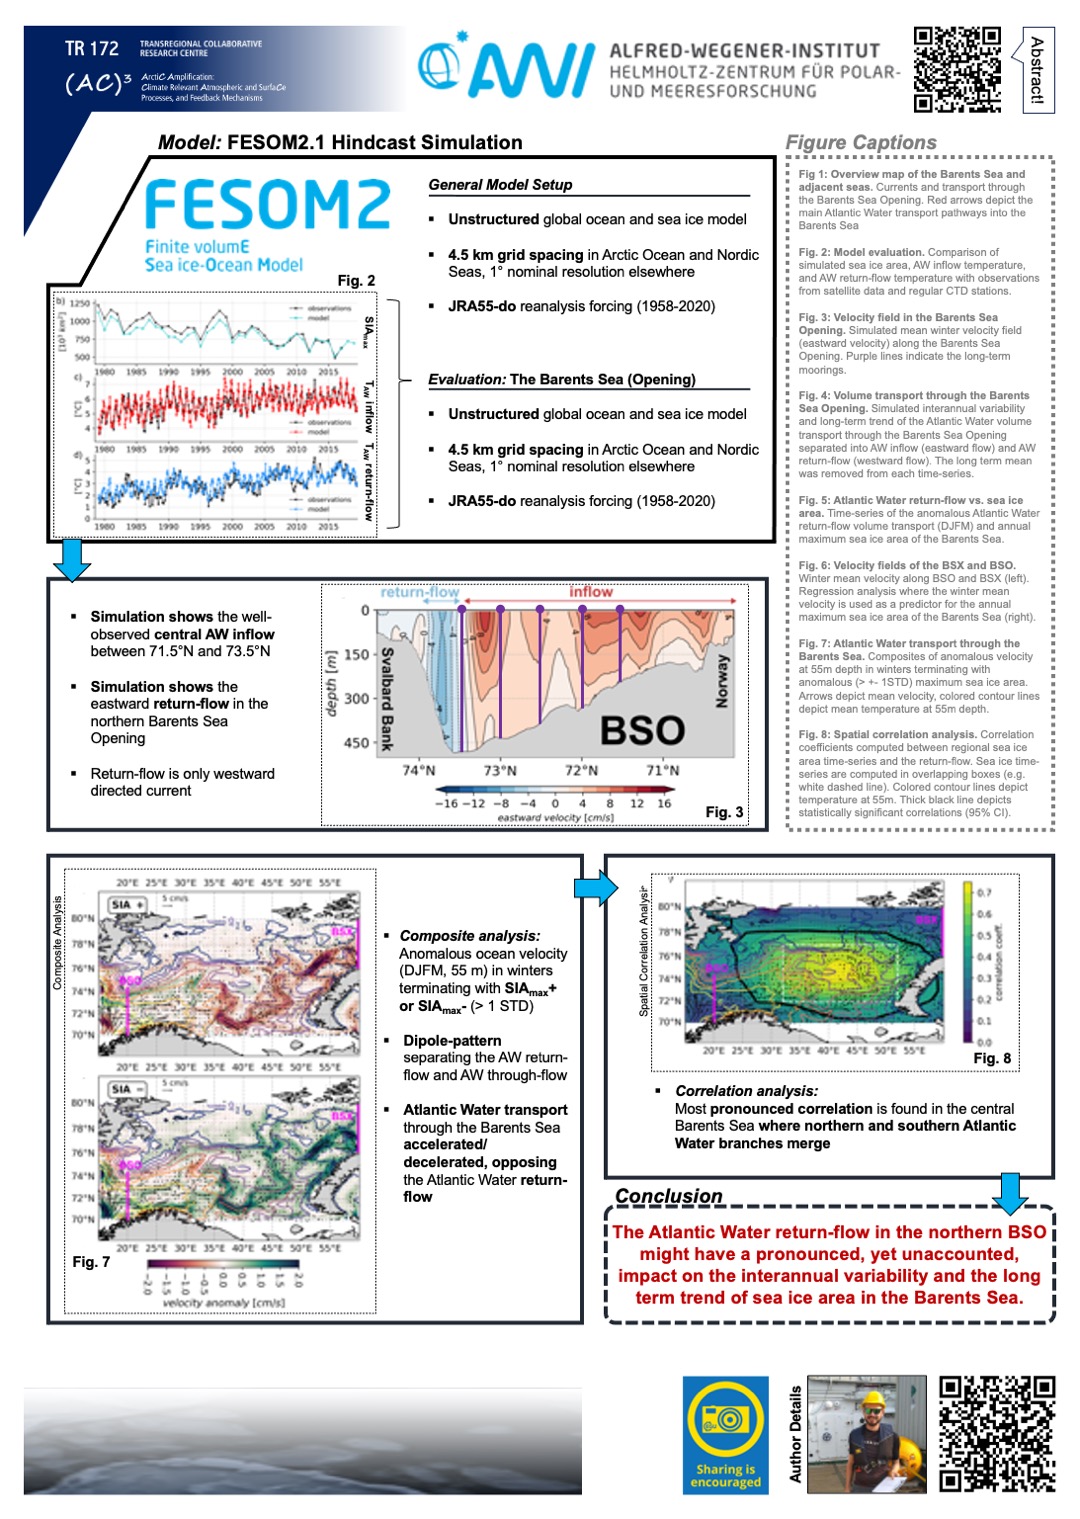 TR 172
TRANSREGIONAL COLLABORATIVE
RESEARCH CENTRE
(AC)³
ArctiC Amplification:
Climate Relevant Atmospheric and SurfaCe
Processes, and Feedback Mechanisms
AWI
ALFRED-WEGENER-INSTITUT
HELMHOLTZ-ZENTRUM FÜR POLAR-
UND MEERESFORSCHUNG
Abstract!
Model: FESOM2.1 Hindcast Simulation
FESOM2
Finite volumE
Sea ice-Ocean Model
Fig. 2
b)
1250
1000
750
500
[10³ km²]
observations
model
SIAmax
1980 1985 1990 1995 2000 2005 2010 2015
c)
7
6
5
4
[°C]
observations
model
TAW inflow
1980 1985 1990 1995 2000 2005 2010 2015
d)
5
4
3
2
1
0
[°C]
observations
model
TAW return-flow
1980 1985 1990 1995 2000 2005 2010 2015
General Model Setup
▪ Unstructured global ocean and sea ice model
▪ 4.5 km grid spacing in Arctic Ocean and Nordic
Seas, 1° nominal resolution elsewhere
▪ JRA55-do reanalysis forcing (1958-2020)
Evaluation: The Barents Sea (Opening)
▪ Unstructured global ocean and sea ice model
▪ 4.5 km grid spacing in Arctic Ocean and Nordic
Seas, 1° nominal resolution elsewhere
▪ JRA55-do reanalysis forcing (1958-2020)
Figure Captions
Fig 1: Overview map of the Barents Sea and
adjacent seas. Currents and transport through
the Barents Sea Opening. Red arrows depict the
main Atlantic Water transport pathways into the
Barents Sea
Fig. 2: Model evaluation. Comparison of
simulated sea ice area, AW inflow temperature,
and AW return-flow temperature with observations
from satellite data and regular CTD stations.
Fig. 3: Velocity field in the Barents Sea
Opening. Simulated mean winter velocity field
(eastward velocity) along the Barents Sea
Opening. Purple lines indicate the long-term
moorings.
Fig. 4: Volume transport through the Barents
Sea Opening. Simulated interannual variability
and long-term trend of the Atlantic Water volume
transport through the Barents Sea Opening
separated into AW inflow (eastward flow) and AW
return-flow (westward flow). The long term mean
was removed from each time-series.
Fig. 5: Atlantic Water return-flow vs. sea ice
area. Time-series of the anomalous Atlantic Water
return-flow volume transport (DJFM) and annual
maximum sea ice area of the Barents Sea.
Fig. 6: Velocity fields of the BSX and BSO.
Winter mean velocity along BSO and BSX (left).
Regression analysis where the winter mean
velocity is used as a predictor for the annual
maximum sea ice area of the Barents Sea (right).
Fig. 7: Atlantic Water transport through the
Barents Sea. Composites of anomalous velocity
at 55m depth in winters terminating with
anomalous (> +- 1STD) maximum sea ice area.
Arrows depict mean velocity, colored contour lines
depict mean temperature at 55m depth.
Fig. 8: Spatial correlation analysis. Correlation
coefficients computed between regional sea ice
area time-series and the return-flow. Sea ice time-
series are computed in overlapping boxes (e.g.
white dashed line). Colored contour lines depict
temperature at 55m. Thick black line depicts
statistically significant correlations (95% CI).
▪ Simulation shows the well-
observed central AW inflow
between 71.5°N and 73.5°N
▪ Simulation shows the
eastward return-flow in the
northern Barents Sea
Opening
▪ Return-flow is only westward
directed current
return-flow
inflow
0
150
300
450
depth [m]
Svalbard Bank
Norway
BSO
74°N 73°N 72°N 71°N
−16 −12 −8 −4 0 4 8 12 16
eastward velocity [cm/s]
Fig. 3
Composite Analysis
20°E 25°E 30°E 35°E 40°E 45°E 50°E 55°E
SIA +
5 cm/s
80°N
78°N
76°N
74°N
72°N
70°N
BSX
BSO
20°E 25°E 30°E 35°E 40°E 45°E 50°E 55°E
SIA −
5 cm/s
80°N
78°N
76°N
74°N
72°N
70°N
BSX
BSO
20°E 25°E 30°E 35°E 40°E 45°E 50°E 55°E
Fig. 7
−2.0 −1.5 −1.0 −0.5 0.0 0.5 1.0 1.5 2.0
velocity anomaly [cm/s]
▪ Composite analysis:
Anomalous ocean velocity
(DJFM, 55 m) in winters
terminating with SIAmax+
or SIAmax- (> 1 STD)
▪ Dipole-pattern
separating the AW return-
flow and AW through-flow
▪ Atlantic Water transport
through the Barents Sea
accelerated/
decelerated, opposing
the Atlantic Water return-
flow
Spatial Correlation Analysis
80°N
78°N
76°N
74°N
72°N
70°N
BSX
BSO
20°E 25°E 30°E 35°E 40°E 45°E 50°E 55°E
0.7
0.6
0.5
0.4
0.3
0.2
0.1
0.0
correlation coeff.
Fig. 8
▪ Correlation analysis:
Most pronounced correlation is found in the central
Barents Sea where northern and southern Atlantic
Water branches merge
Conclusion
The Atlantic Water return-flow in the northern BSO
might have a pronounced, yet unaccounted,
impact on the interannual variability and the long
term trend of sea ice area in the Barents Sea.
Sharing is
encouraged
Author Details